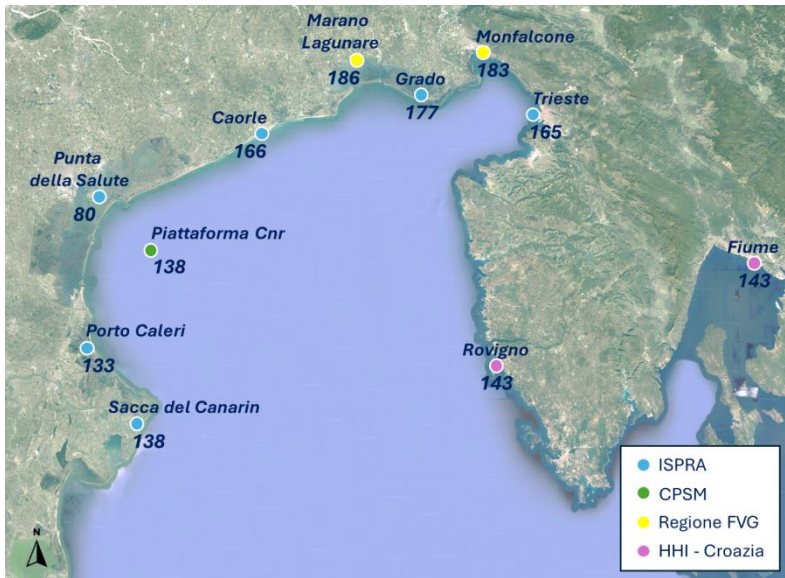 Marano
Lagunare
186
Monfalcone
183
Grado
177
Trieste
165
Caorle
166
Punta
della Salute
80
Piattaforma Cnr
138
Fiume
143
Porto Caleri
133
Rovigno
143
Sacca del Canarin
138
ISPRA
CPSM
Regione FVG
HHI - Croazia
N